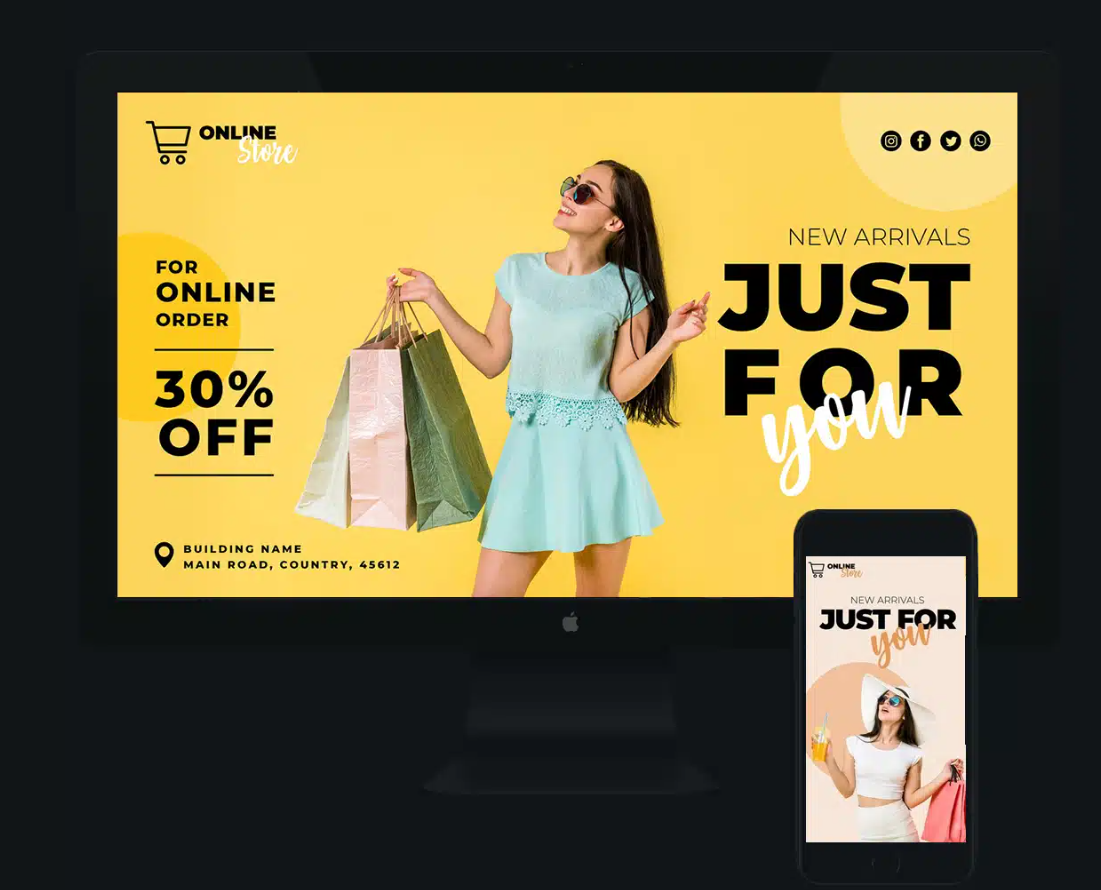 ONLINE
Store
FOR
ONLINE
ORDER
30%
OFF
BUILDING NAME
MAIN ROAD, COUNTRY, 45612
NEW ARRIVALS
JUST
FOR
you
ONLINE
Store
NEW ARRIVALS
JUST FOR
you